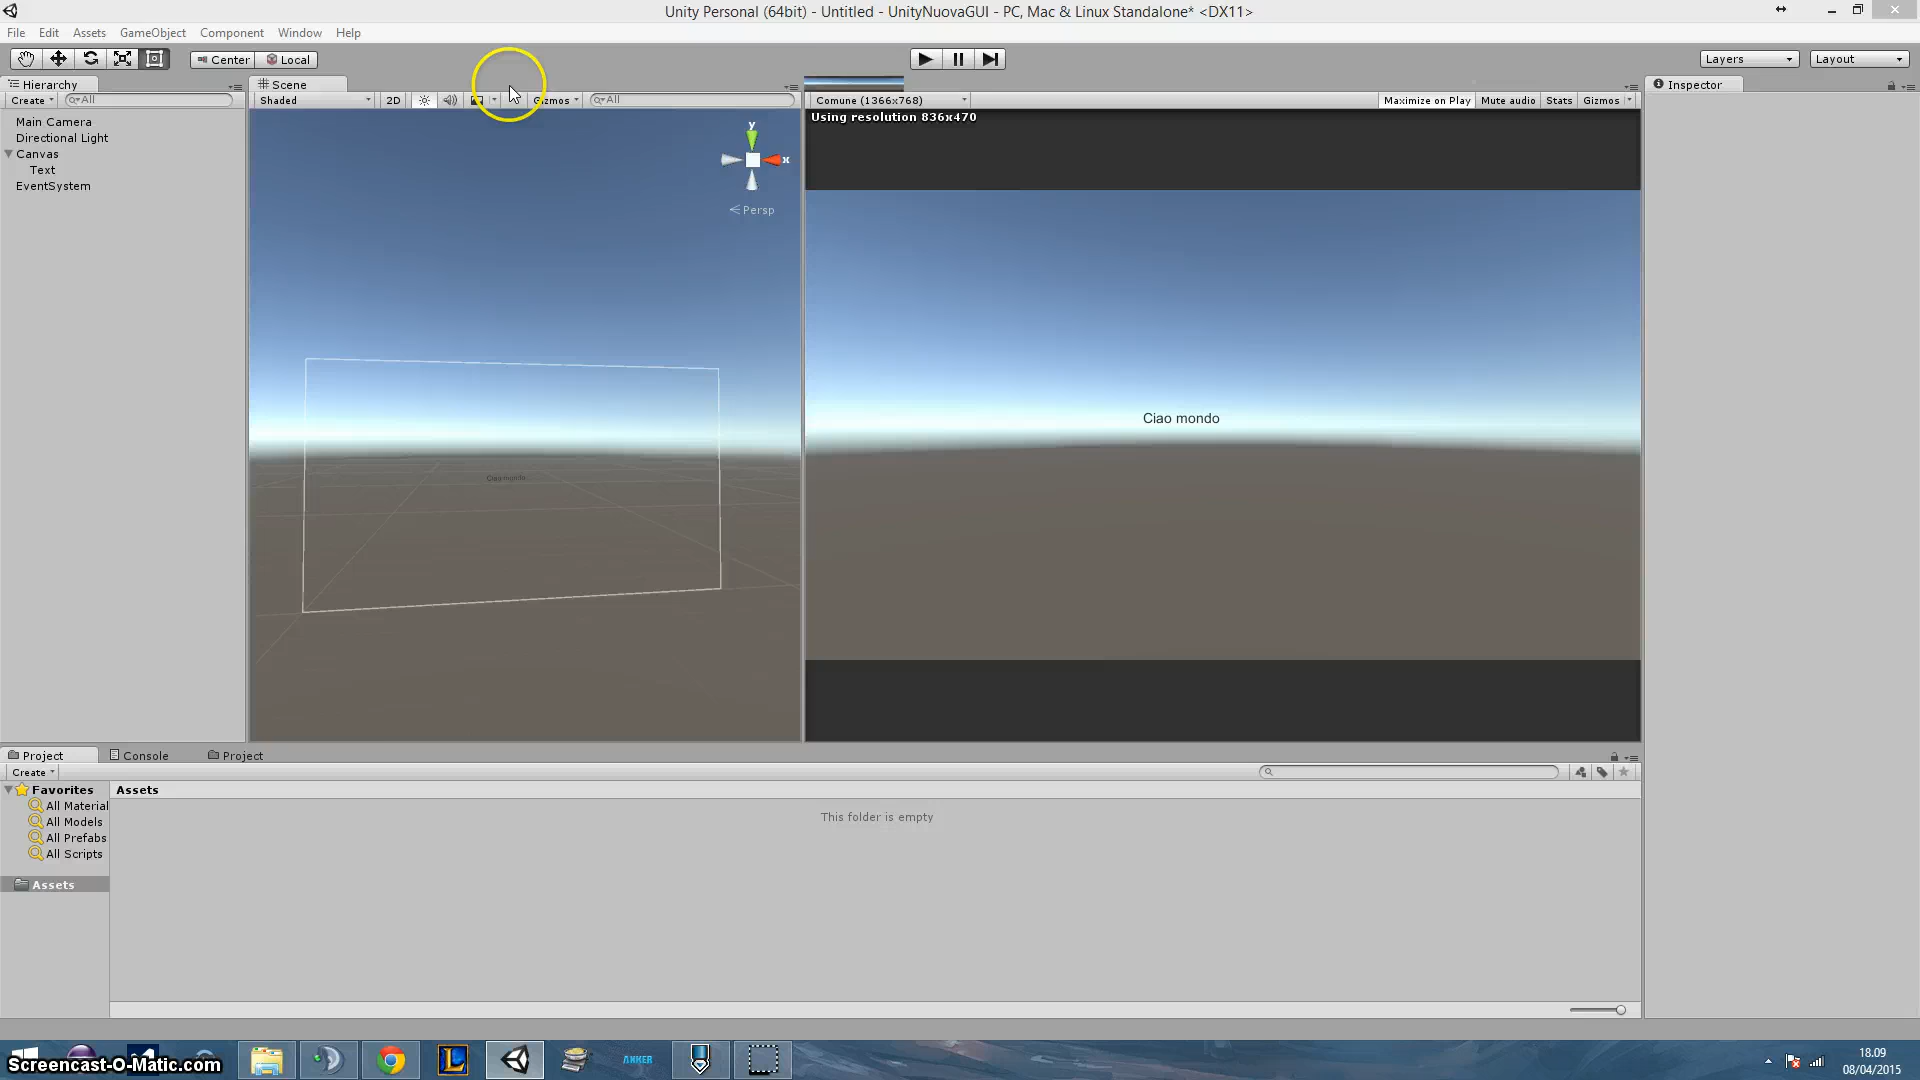 Unity Personal (64bit) - Untitled - UnityNuovaGUI - PC, Mac & Linux Standalone* <DX11>
File Edit Assets GameObject Component Window Help
Center Local Layers Layout
Hierarchy Scene Inspector
Create All Shaded 2D Gizmos All Comune (1366x768) Maximize on Play Mute audio Stats Gizmos
Using resolution 836x470
Main Camera
Directional Light
Canvas
Text
EventSystem
y
x
Persp
Ciao mondo
Ciao mondo
Project Console Project
Create
Favorites Assets
All Material
All Models
All Prefabs
All Scripts
Assets
This folder is empty
Screencast-O-Matic.com
L
ANKER
18.09
08/04/2015